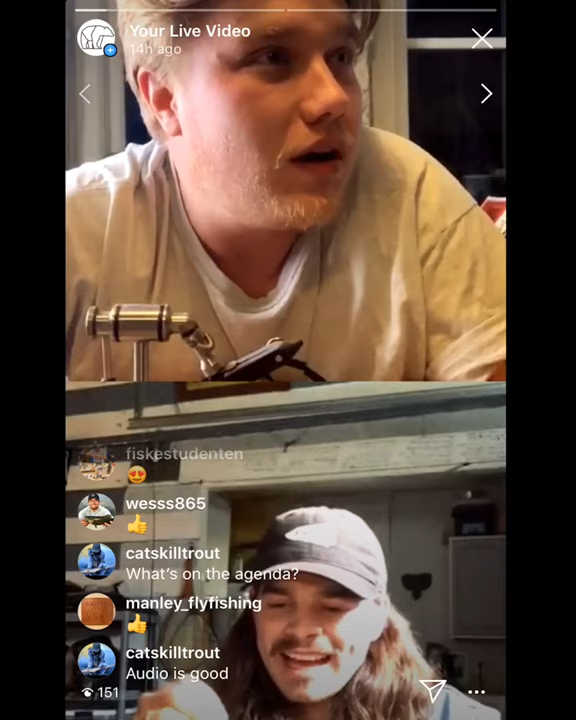 Your Live Video
14h ago
fiskestudenten
😍
wesss865
👍
catskilltrout
What's on the agenda?
manley_flyfishing
👍
catskilltrout
Audio is good
151